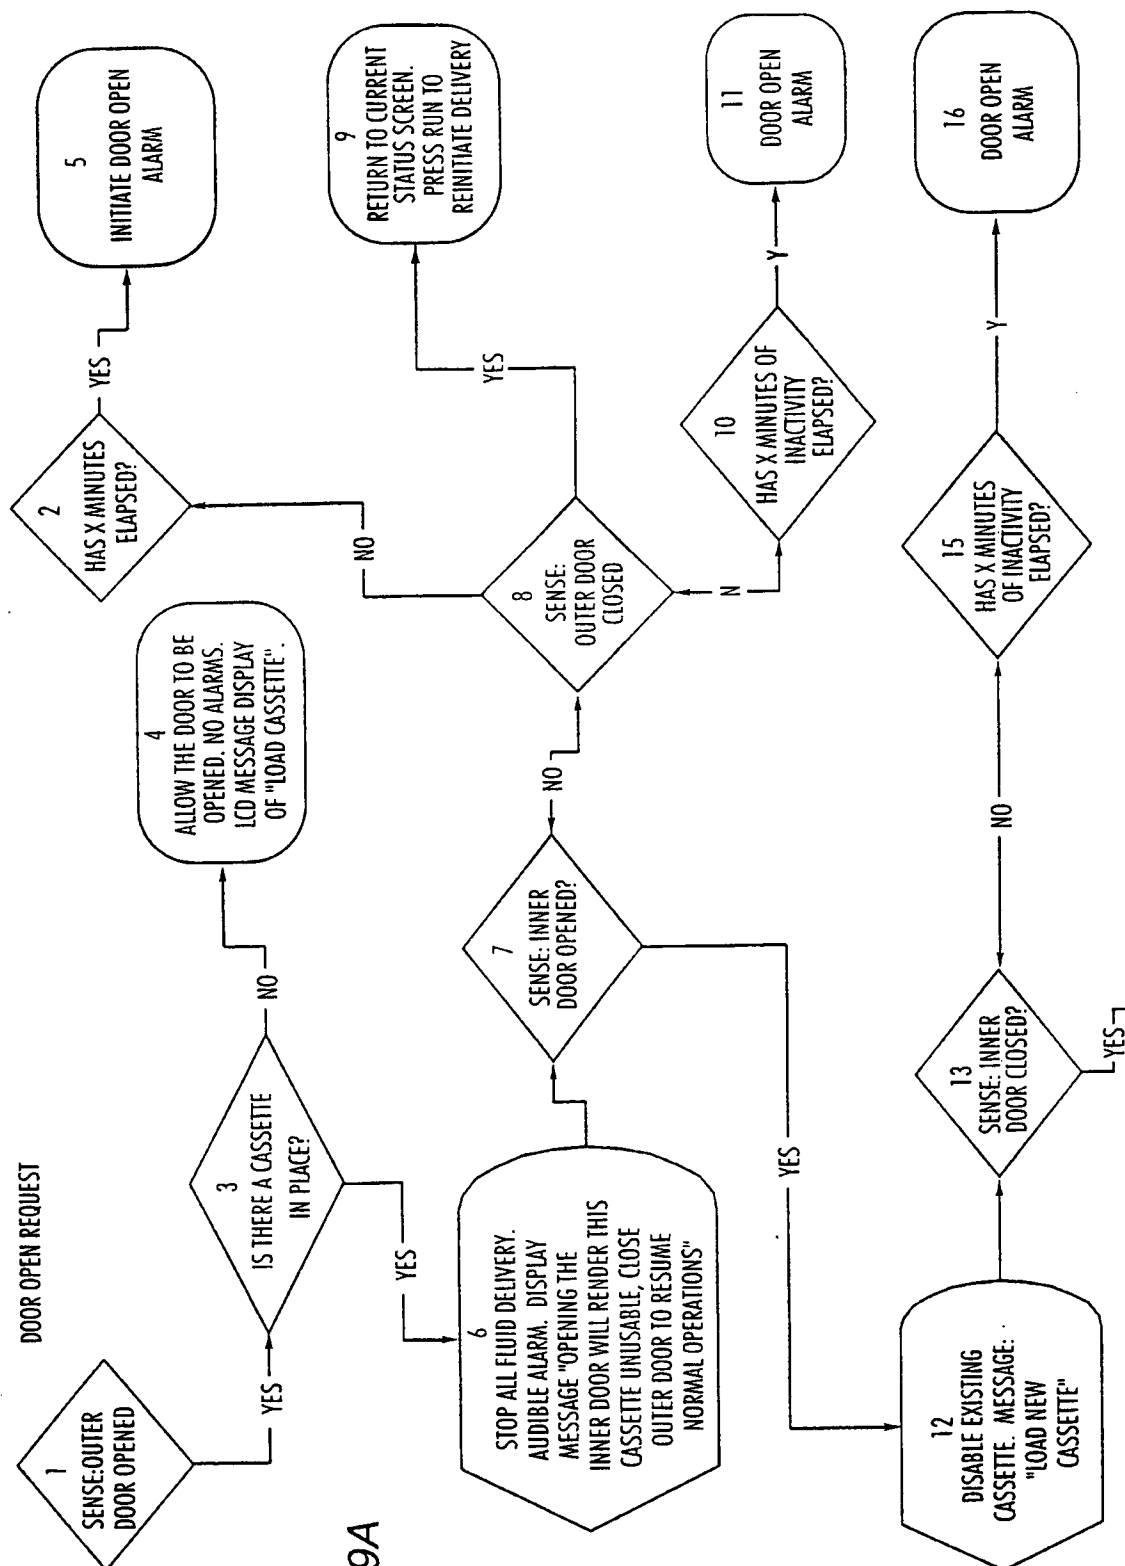 DOOR OPEN REQUEST
1
SENSE:OUTER
DOOR OPENED
YES
3
IS THERE A CASSETTE
IN PLACE?
NO
4
ALLOW THE DOOR TO BE
OPENED. NO ALARMS.
LCD MESSAGE DISPLAY
OF "LOAD CASSETTE".
2
HAS X MINUTES
ELAPSED?
YES
5
INITIATE DOOR OPEN
ALARM
YES
6
STOP ALL FLUID DELIVERY.
AUDIBLE ALARM. DISPLAY
MESSAGE "OPENING THE
INNER DOOR WILL RENDER THIS
CASSETTE UNUSABLE, CLOSE
OUTER DOOR TO RESUME
NORMAL OPERATIONS"
7
SENSE: INNER
DOOR OPENED?
NO
8
SENSE:
OUTER DOOR
CLOSED
NO
YES
9
RETURN TO CURRENT
STATUS SCREEN.
PRESS RUN TO
REINITIATE DELIVERY
N
10
HAS X MINUTES OF
INACTIVITY
ELAPSED?
Y
11
DOOR OPEN
ALARM
YES
12
DISABLE EXISTING
CASSETTE. MESSAGE:
"LOAD NEW
CASSETTE"
13
SENSE: INNER
DOOR CLOSED?
YES
NO
15
HAS X MINUTES
OF INACTIVITY
ELAPSED?
Y
16
DOOR OPEN
ALARM
9A